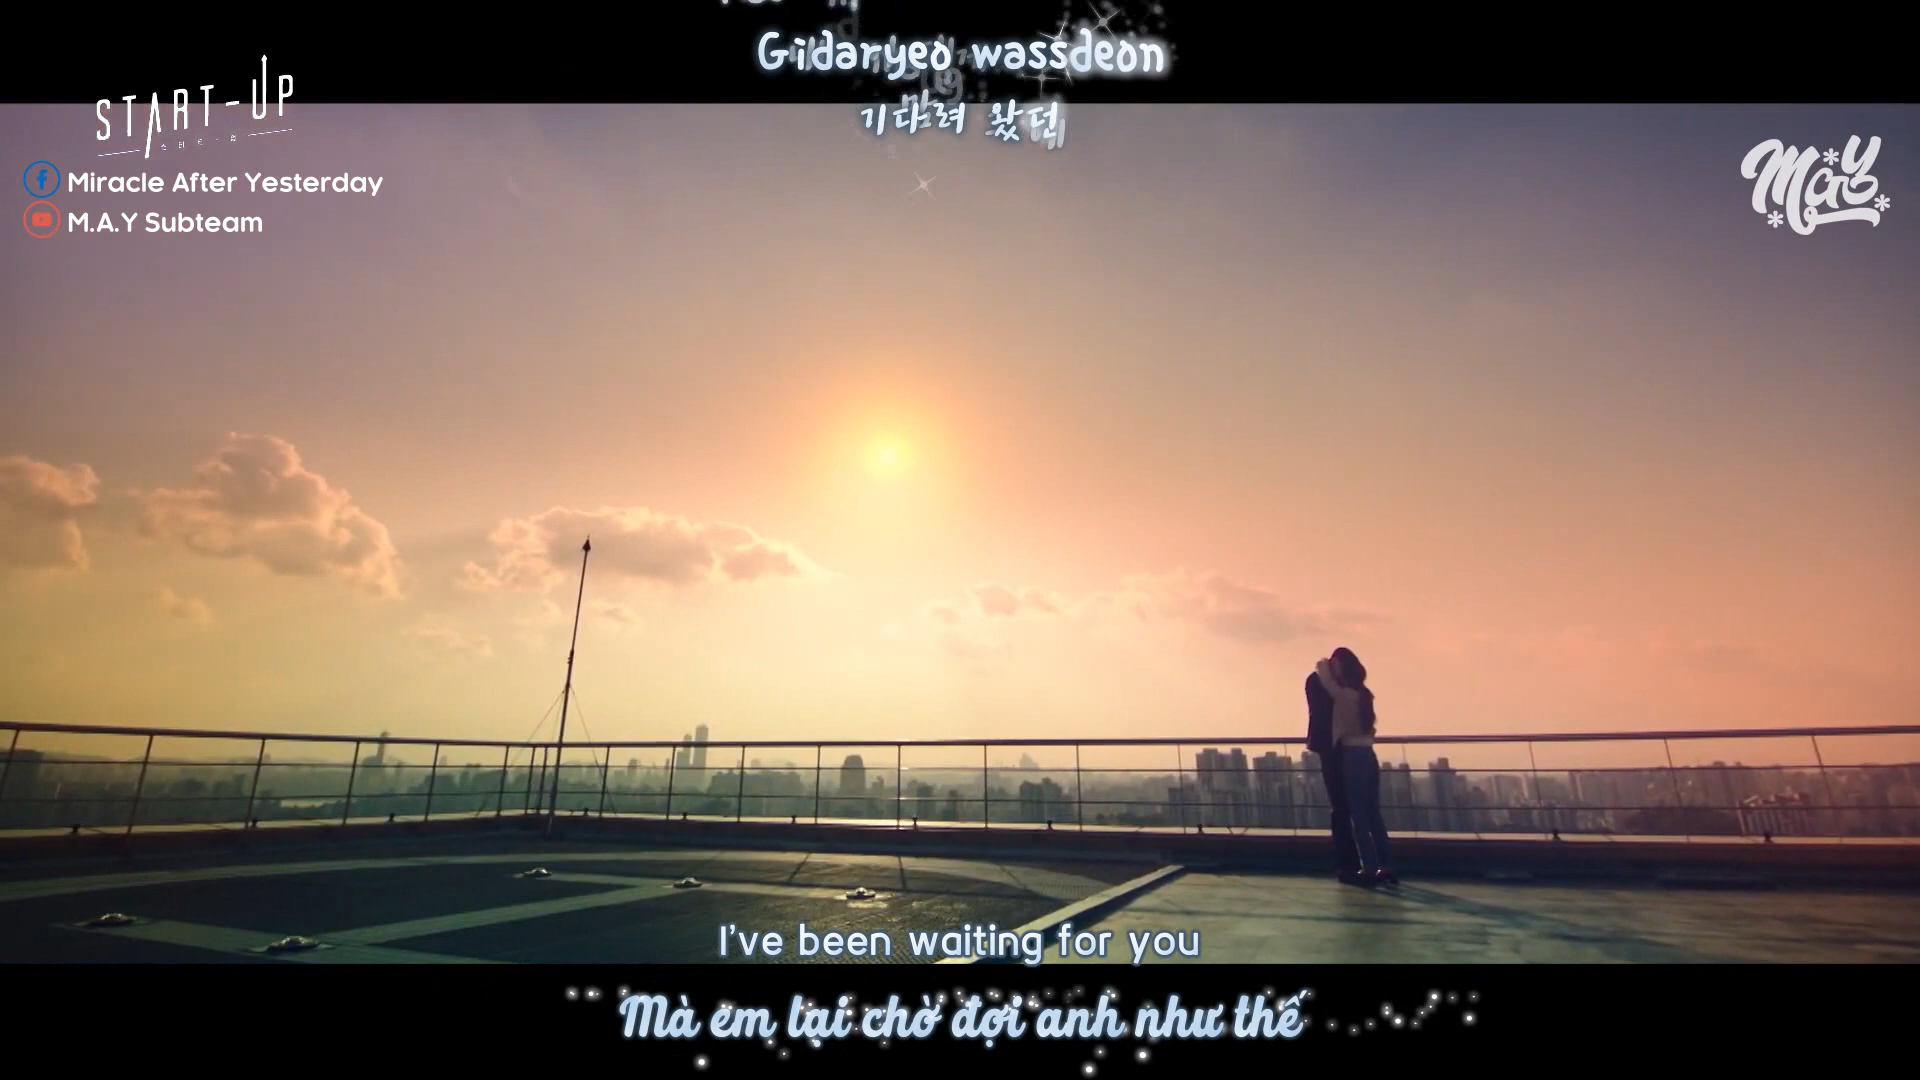 Gidaryeo wassdeon
기다려 왔던
START-UP
Miracle After Yesterday
M.A.Y Subteam
May
I've been waiting for you
Mà em lại chờ đợi anh như thế